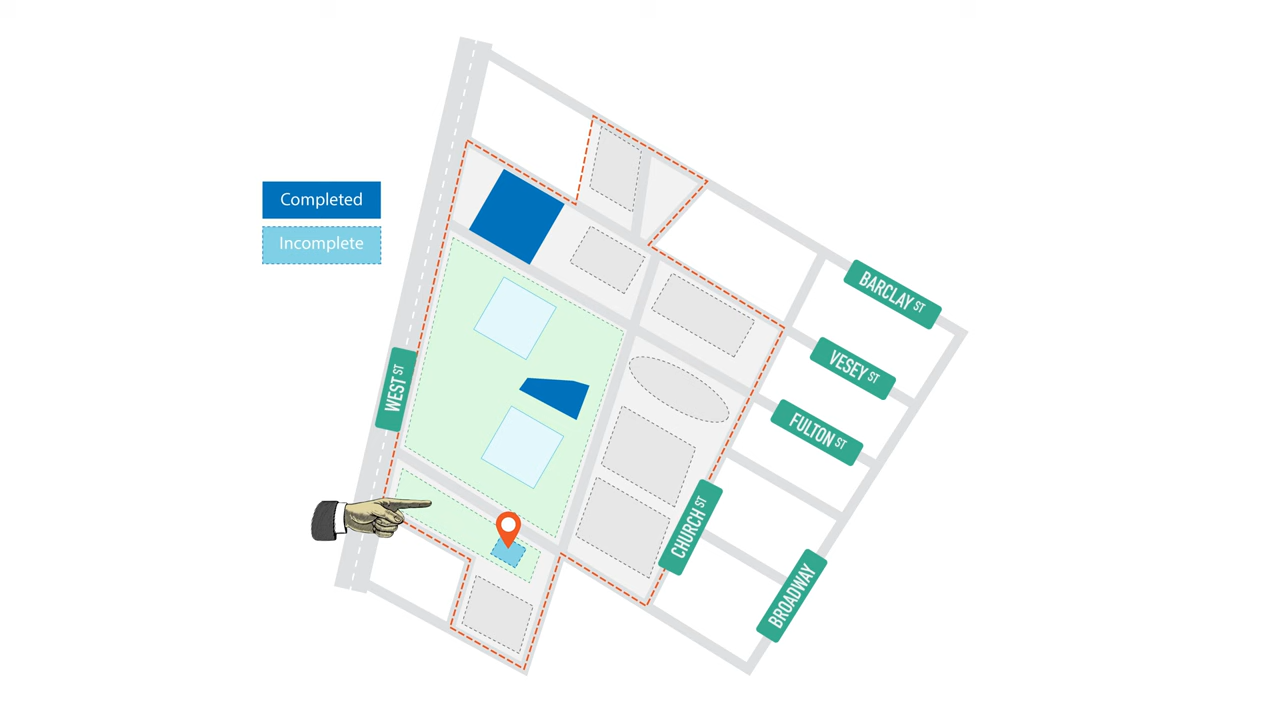 Completed
Incomplete
BARCLAY ST
VESEY ST
WEST ST
FULTON ST
CHURCH ST
BROADWAY